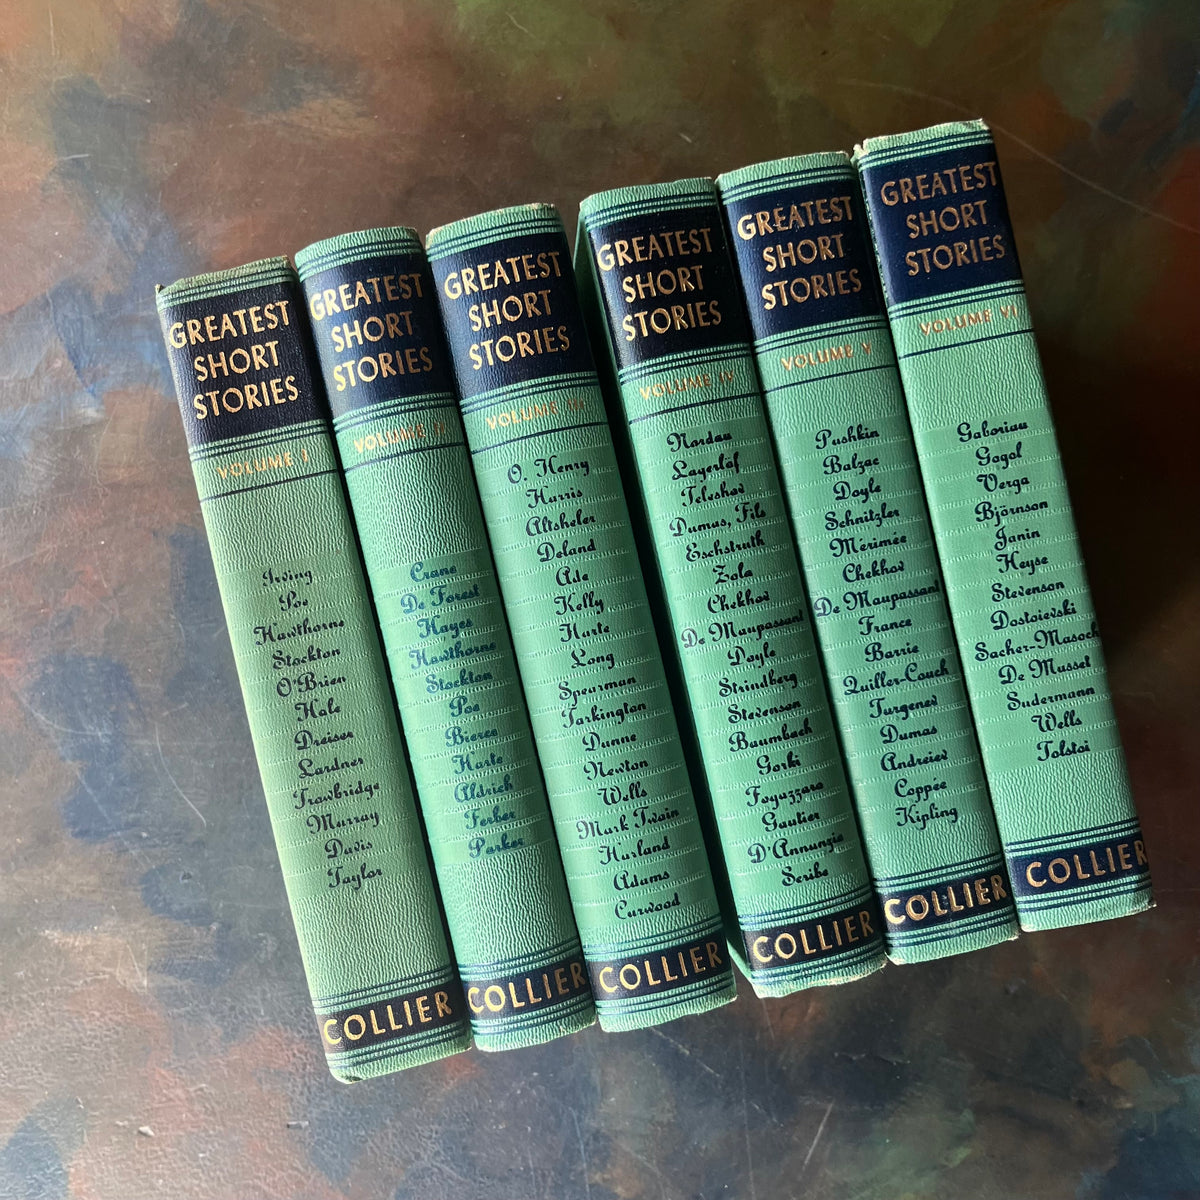 GREATEST
SHORT
STORIES
VOLUME I
Irving
Poe
Hawthorne
Stockton
O'Brien
Hale
Dreiser
Lardner
Trowbridge
Murray
Davis
Taylor
COLLIER
GREATEST
SHORT
STORIES
VOLUME II
Crane
De Forest
Hayes
Hawthorne
Stockton
Poe
Bierce
Harte
Aldrich
Ferber
Parker
COLLIER
GREATEST
SHORT
STORIES
VOLUME III
O. Henry
Harris
Altsheler
Deland
Ade
Kelly
Harte
Long
Spearman
Tarkington
Dunne
Newton
Wells
Mark Twain
Harland
Adams
Curwood
COLLIER
GREATEST
SHORT
STORIES
VOLUME IV
Nordau
Lagerlöf
Teleshov
Dumas, Fils
Eschstruth
Zola
Chekhov
De Maupassant
Doyle
Strindberg
Stevenson
Baumbach
Gorki
Fogazzaro
Gautier
D'Annunzio
Scribe
COLLIER
GREATEST
SHORT
STORIES
VOLUME V
Pushkin
Balzac
Doyle
Schnitzler
Mérimée
Chekhov
De Maupassant
France
Barrie
Quiller-Couch
Turgenev
Dumas
Andreiev
Coppée
Kipling
COLLIER
GREATEST
SHORT
STORIES
VOLUME VI
Gaboriau
Gogol
Verga
Björnson
Janin
Heyse
Stevenson
Dostoievski
Sacher-Masoch
De Musset
Sudermann
Wells
Tolstoi
COLLIER